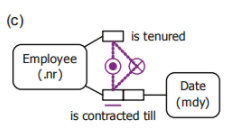 (c)
is tenured
Employee
(.nr)
Date
(mdy)
is contracted till